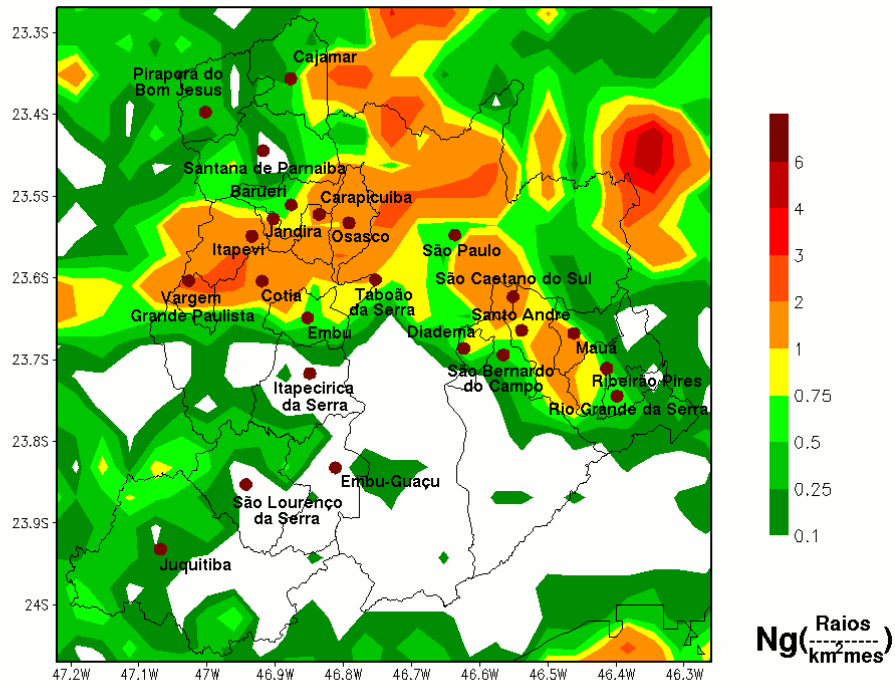 23.3S
Cajamar
Pirapora do
Bom Jesus
23.4S
Santana de Parnaiba
Barueri
23.5S
Carapicuiba
Jandira
Osasco
Itapevi
São Paulo
23.6S
São Caetano do Sul
Vargem
Grande Paulista
Cotia
Taboão
da Serra
Santo Andre
Embu
Diadema
Mauá
23.7S
São Bernardo
do Campo
Ribeirão Pires
Itapecirica
da Serra
Rio Grande da Serra
23.8S
Embu-Guaçu
São Lourenço
da Serra
23.9S
Juquitiba
24S
47.2W 47.1W 47W 46.9W 46.8W 46.7W 46.6W 46.5W 46.4W 46.3W
6
4
3
2
1
0.75
0.5
0.25
0.1
Ng(Raios
km²mes)